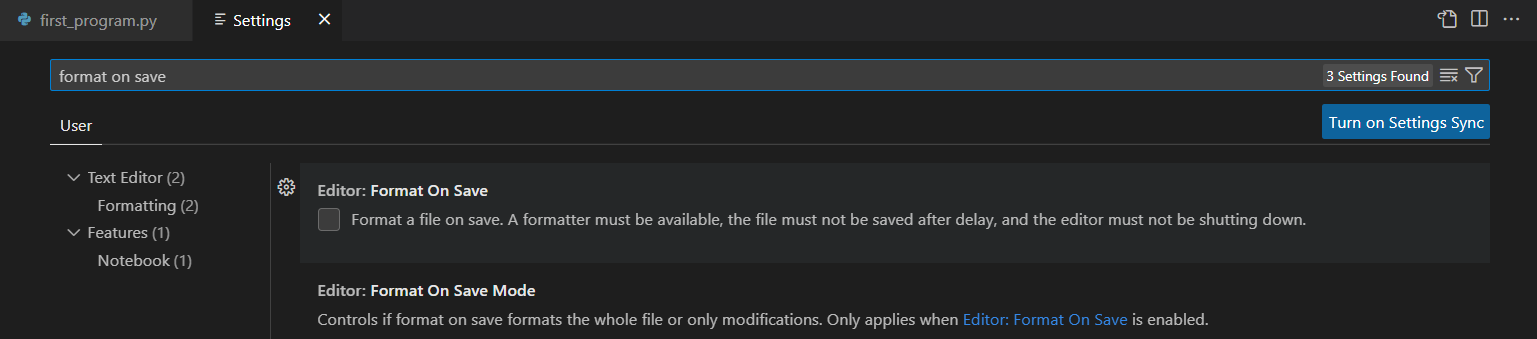 first_program.py
Settings
format on save
3 Settings Found
User
Turn on Settings Sync
Text Editor (2)
Formatting (2)
Features (1)
Notebook (1)
Editor: Format On Save
Format a file on save. A formatter must be available, the file must not be saved after delay, and the editor must not be shutting down.
Editor: Format On Save Mode
Controls if format on save formats the whole file or only modifications. Only applies when Editor: Format On Save is enabled.